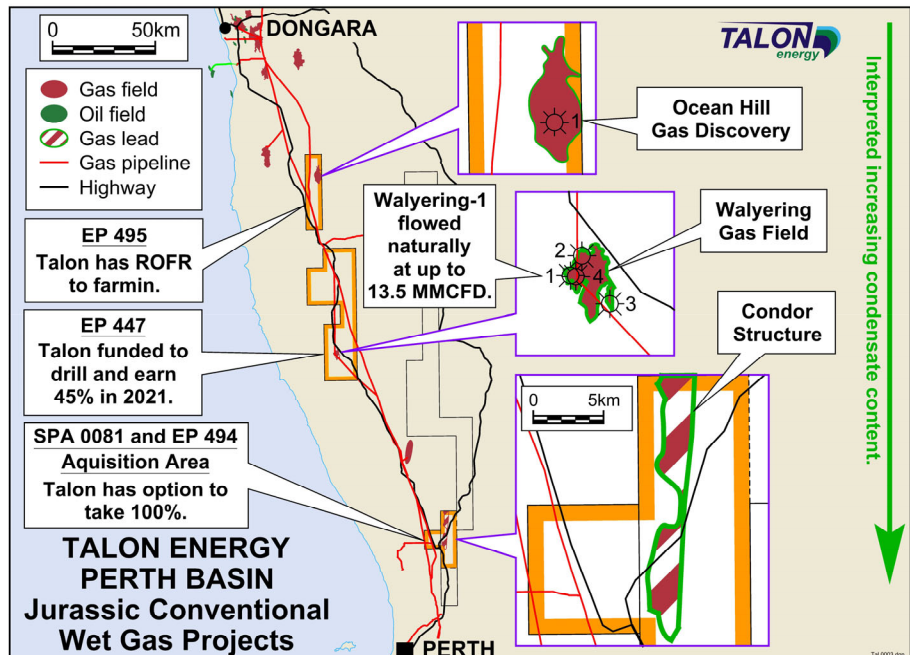 0 50km
DONGARA
TALON
energy
Gas field
Oil field
Gas lead
Gas pipeline
Highway
1
Ocean Hill
Gas Discovery
Interpreted increasing condensate content.
EP 495
Talon has ROFR
to farmin.
Walyering-1
flowed
naturally
at up to
13.5 MMCFD.
2
1
4
3
Walyering
Gas Field
EP 447
Talon funded to
drill and earn
45% in 2021.
Condor
Structure
0 5km
SPA 0081 and EP 494
Aquisition Area
Talon has option to
take 100%.
TALON ENERGY
PERTH BASIN
Jurassic Conventional
Wet Gas Projects
PERTH